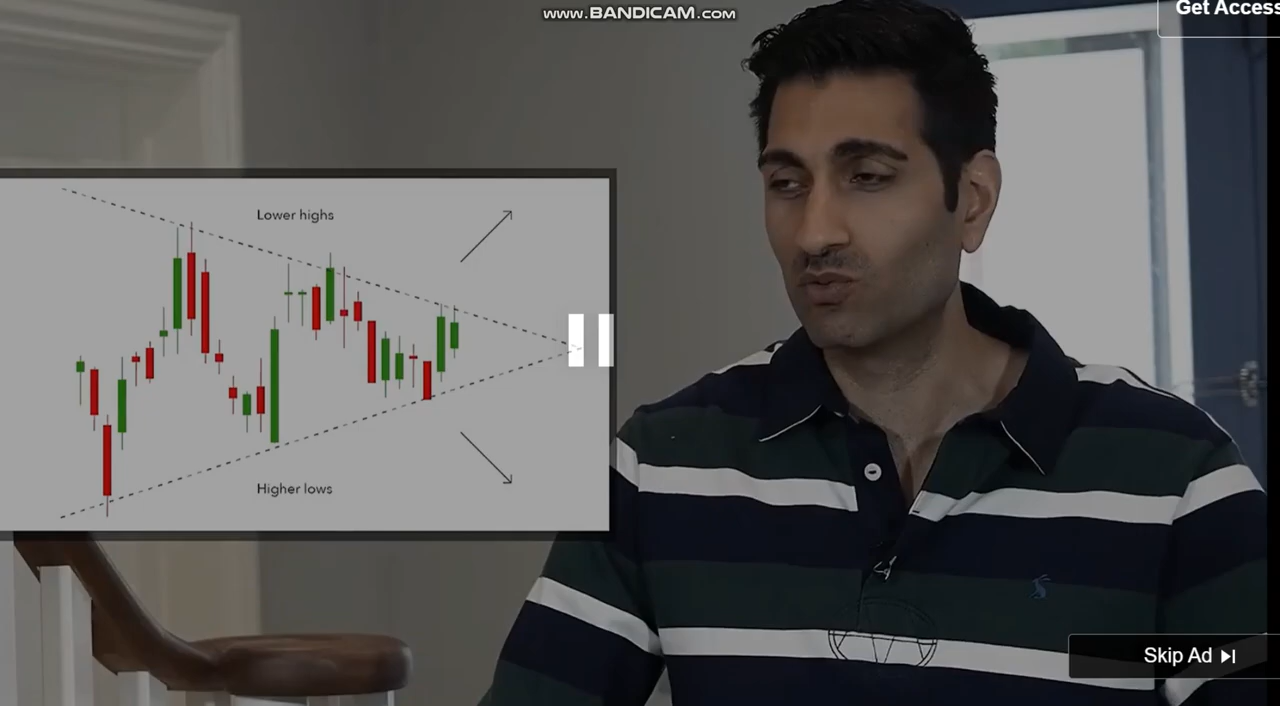 www.BANDICAM.com
Get Access
Lower highs
Higher lows
Skip Ad